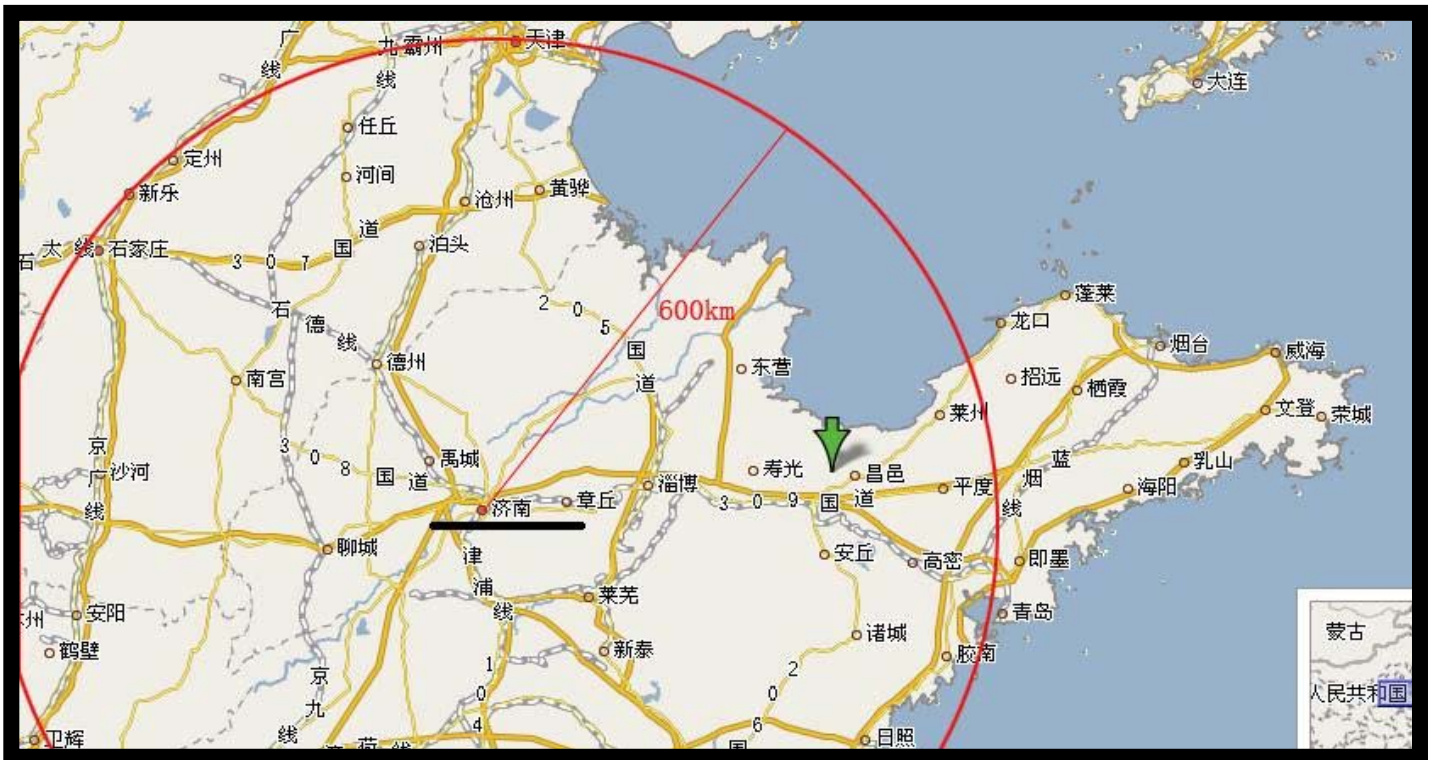 广
线
九
线
霸州
天津
大连
任丘
定州
河间
新乐
沧州
黄骅
石太线
石家庄
307国道
泊头
石德线
205国道
600km
蓬莱
龙口
烟台
威海
德州
南宫
东营
招远
栖霞
莱州
文登
荣城
京广线
沙河
308国道
禹城
寿光
昌邑
平度
蓝烟线
乳山
海阳
济南
章丘
淄博
309国道
聊城
津浦线
安丘
高密
即墨
安阳
莱芜
青岛
州
鹤壁
新泰
诸城
胶南
蒙古
人民共和国
京九线
104
206国
卫辉
日照